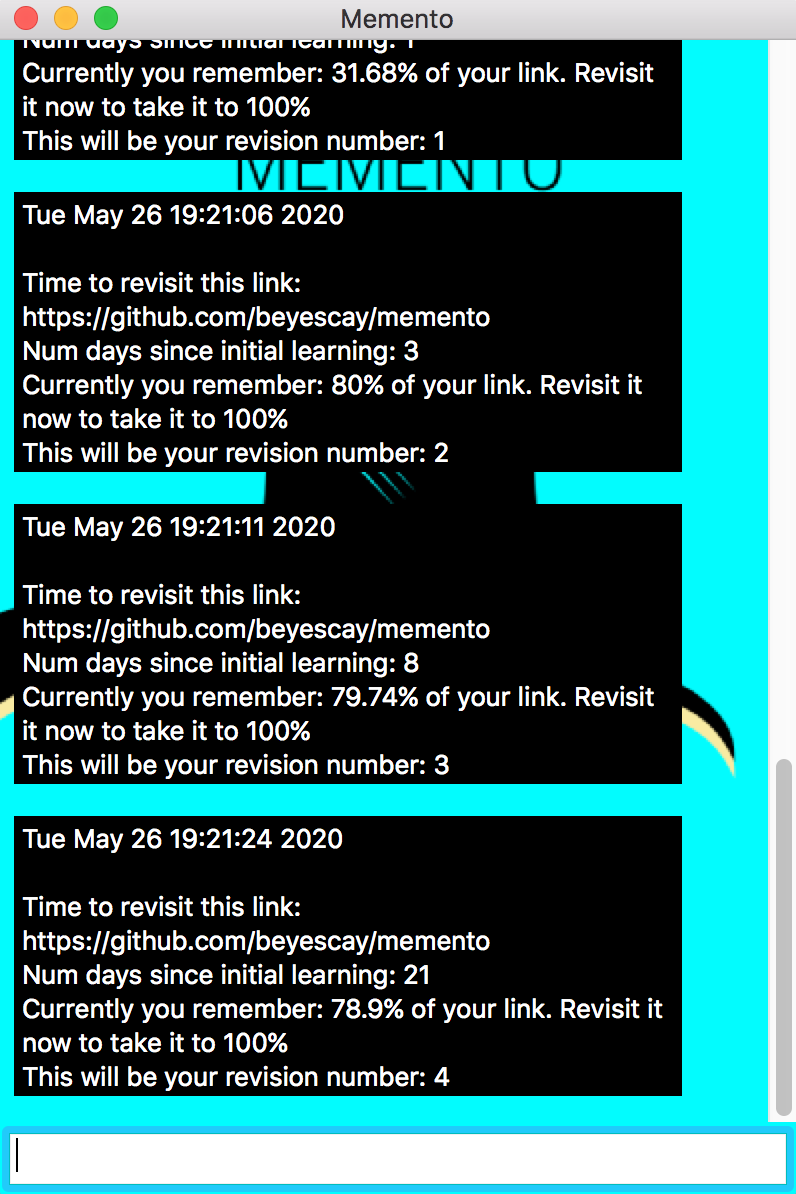 Memento
Num days since initial learning: 1
Currently you remember: 31.68% of your link. Revisit
it now to take it to 100%
This will be your revision number: 1
MEMENTO
Tue May 26 19:21:06 2020
Time to revisit this link:
https://github.com/beyescay/memento
Num days since initial learning: 3
Currently you remember: 80% of your link. Revisit it
now to take it to 100%
This will be your revision number: 2
Tue May 26 19:21:11 2020
Time to revisit this link:
https://github.com/beyescay/memento
Num days since initial learning: 8
Currently you remember: 79.74% of your link. Revisit
it now to take it to 100%
This will be your revision number: 3
Tue May 26 19:21:24 2020
Time to revisit this link:
https://github.com/beyescay/memento
Num days since initial learning: 21
Currently you remember: 78.9% of your link. Revisit it
now to take it to 100%
This will be your revision number: 4